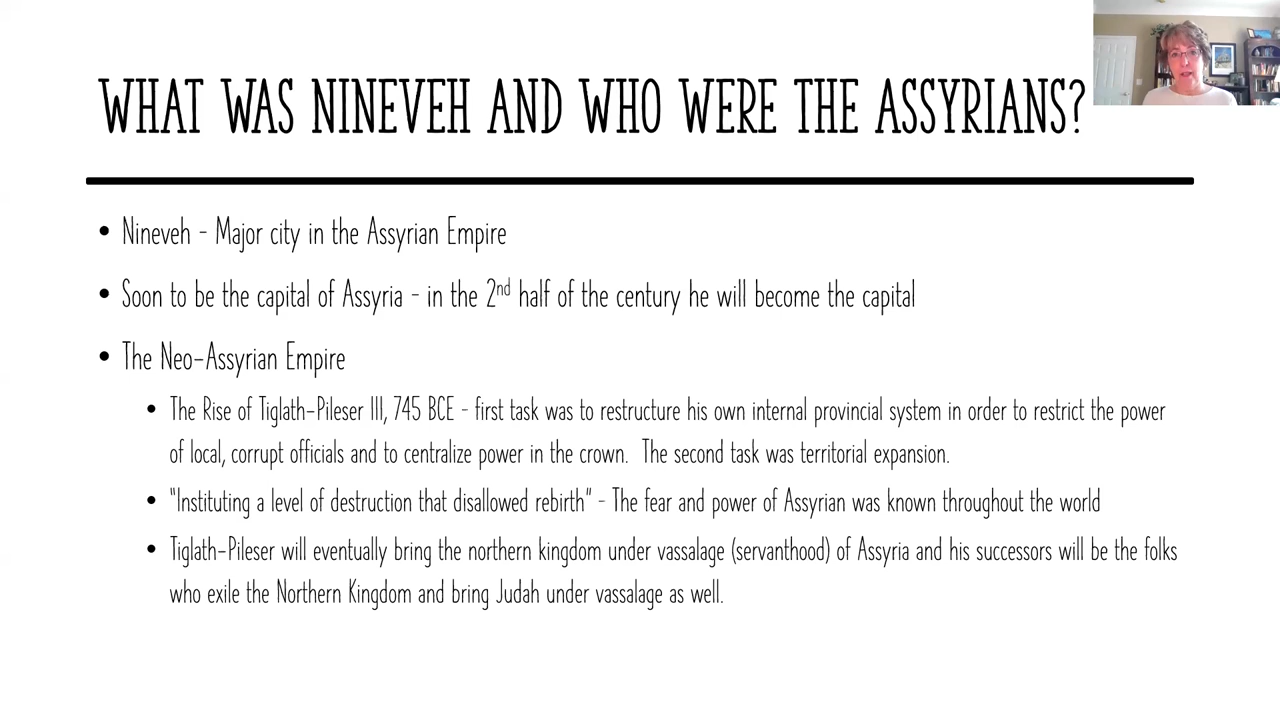 WHAT WAS NINEVEH AND WHO WERE THE ASSYRIANS?
• Nineveh - Major city in the Assyrian Empire
• Soon to be the capital of Assyria - in the 2nd half of the century he will become the capital
• The Neo-Assyrian Empire
• The Rise of Tiglath-Pileser III, 745 BCE - first task was to restructure his own internal provincial system in order to restrict the power
of local, corrupt officials and to centralize power in the crown. The second task was territorial expansion.
• "Instituting a level of destruction that disallowed rebirth" - The fear and power of Assyrian was known throughout the world
• Tiglath-Pileser will eventually bring the northern kingdom under vassalage (servanthood) of Assyria and his successors will be the folks
who exile the Northern Kingdom and bring Judah under vassalage as well.